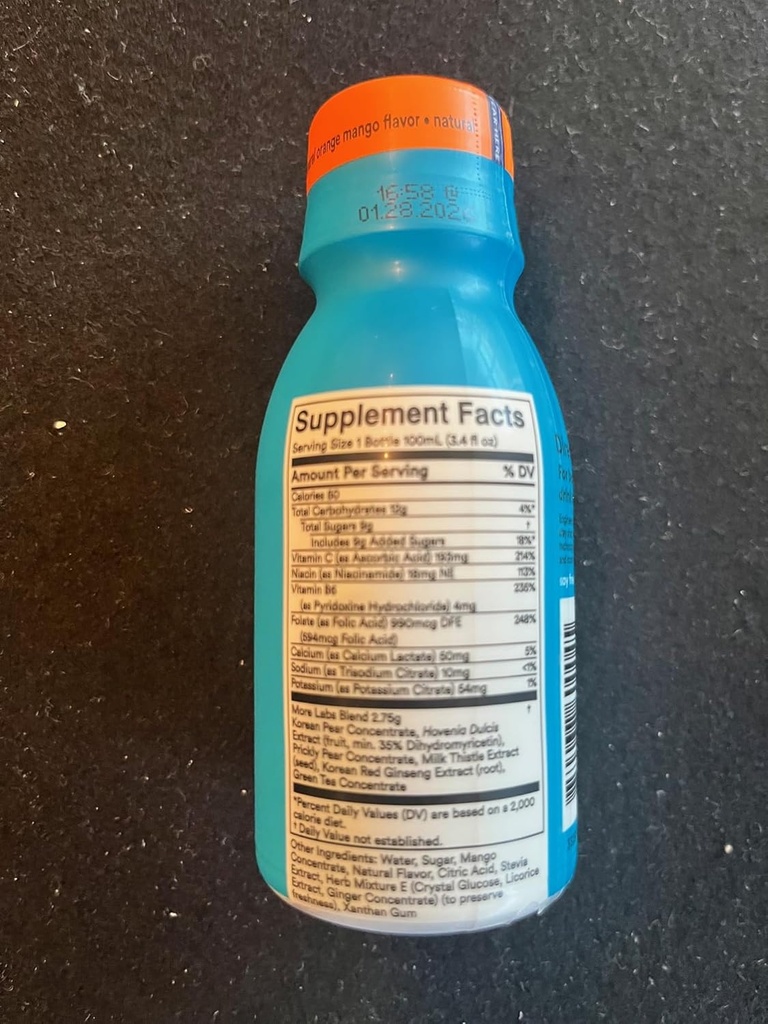 orange mango flavor • natural
16:58 @
01.28.202
Supplement Facts
Serving Size 1 Bottle 100mL (3.4 fl oz)
Amount Per Serving % DV
Calories
Total Carbohydrates 12g 4%*
Total Sugars 9g †
Includes 9g Added Sugars 18%*
Vitamin C (as Ascorbic Acid) 214%
Niacin (as Niacinamide) NE 113%
Vitamin B6 235%
(as Pyridoxine Hydrochloride) 4mg
Folate (as Folic Acid) 990mcg DFE 248%
(594mcg Folic Acid)
Calcium (as Calcium Lactate) 50mg 5%
Sodium (as Trisodium Citrate) 10mg <1%
Potassium (as Potassium Citrate) 54mg 1%
More Labs Blend 2.75g †
Korean Pear Concentrate, Hovenia Dulcis
Extract (fruit, min. 35% Dihydromyricetin),
Prickly Pear Concentrate, Milk Thistle Extract
(seed), Korean Red Ginseng Extract (root),
Green Tea Concentrate
*Percent Daily Values (DV) are based on a 2,000
calorie diet.
† Daily Value not established.
Other Ingredients: Water, Sugar, Mango
Concentrate, Natural Flavor, Citric Acid, Stevia
Extract, Herb Mixture E (Crystal Glucose, Licorice
Extract, Ginger Concentrate) (to preserve
freshness), Xanthan Gum